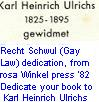 Karl Heinrich Ulrichs
1825-1895
gewidmet
Recht Schwul (Gay
Law) dedication, from
rosa Winkel press '82
Dedicate your book to
Karl Heinrich Ulrichs